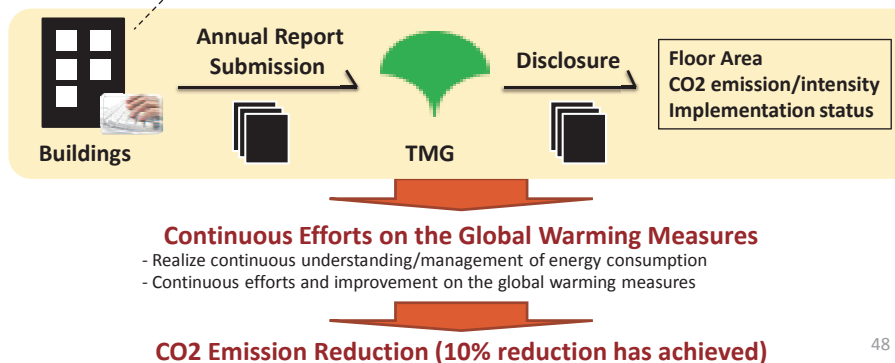 Annual Report
Submission
Disclosure
Floor Area
CO2 emission/intensity
Implementation status
Buildings
TMG
Continuous Efforts on the Global Warming Measures
- Realize continuous understanding/management of energy consumption
- Continuous efforts and improvement on the global warming measures
CO2 Emission Reduction (10% reduction has achieved)
48